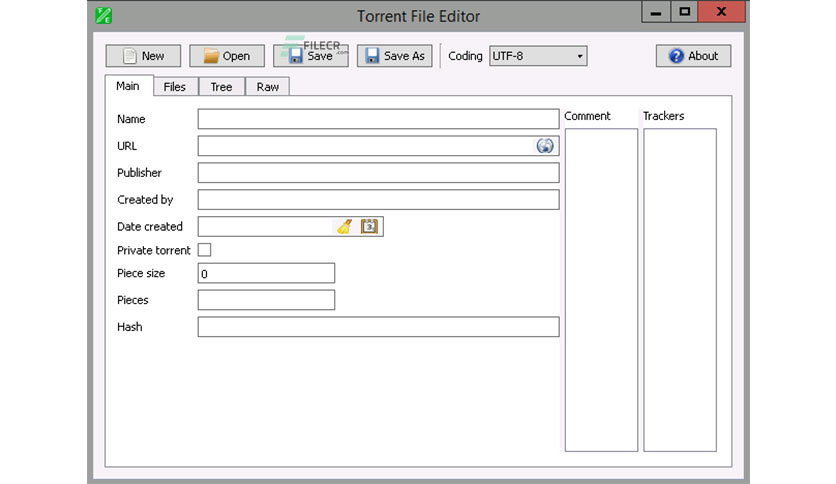 Torrent File Editor
New Open Save Save As Coding UTF-8 About
FILECR
.com
Main Files Tree Raw
Name
Comment Trackers
URL
Publisher
Created by
Date created
3
Private torrent
Piece size 0
Pieces
Hash